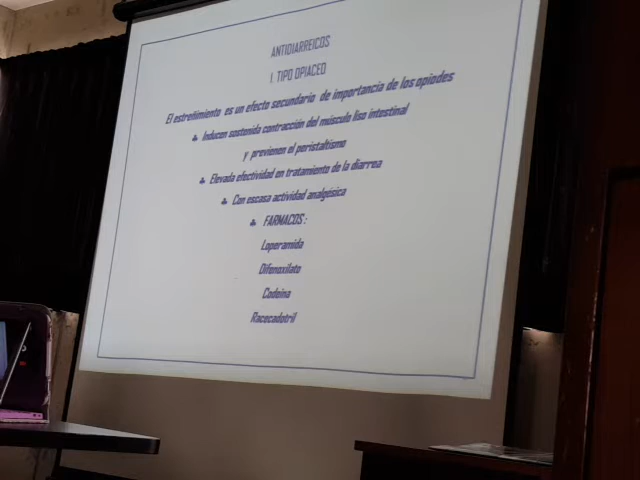 ANTIDIARREICOS
I. TIPO OPIACEO
El estreñimiento es un efecto secundario de importancia de los opiodes
♣ Inducen sostenida contracción del músculo liso intestinal
y previenen el peristaltismo
♣ Elevada efectividad en tratamiento de la diarrea
♣ Con escasa actividad analgésica
♣ FARMACOS :
Loperamida
Difenoxilato
Codeina
Racecadotril